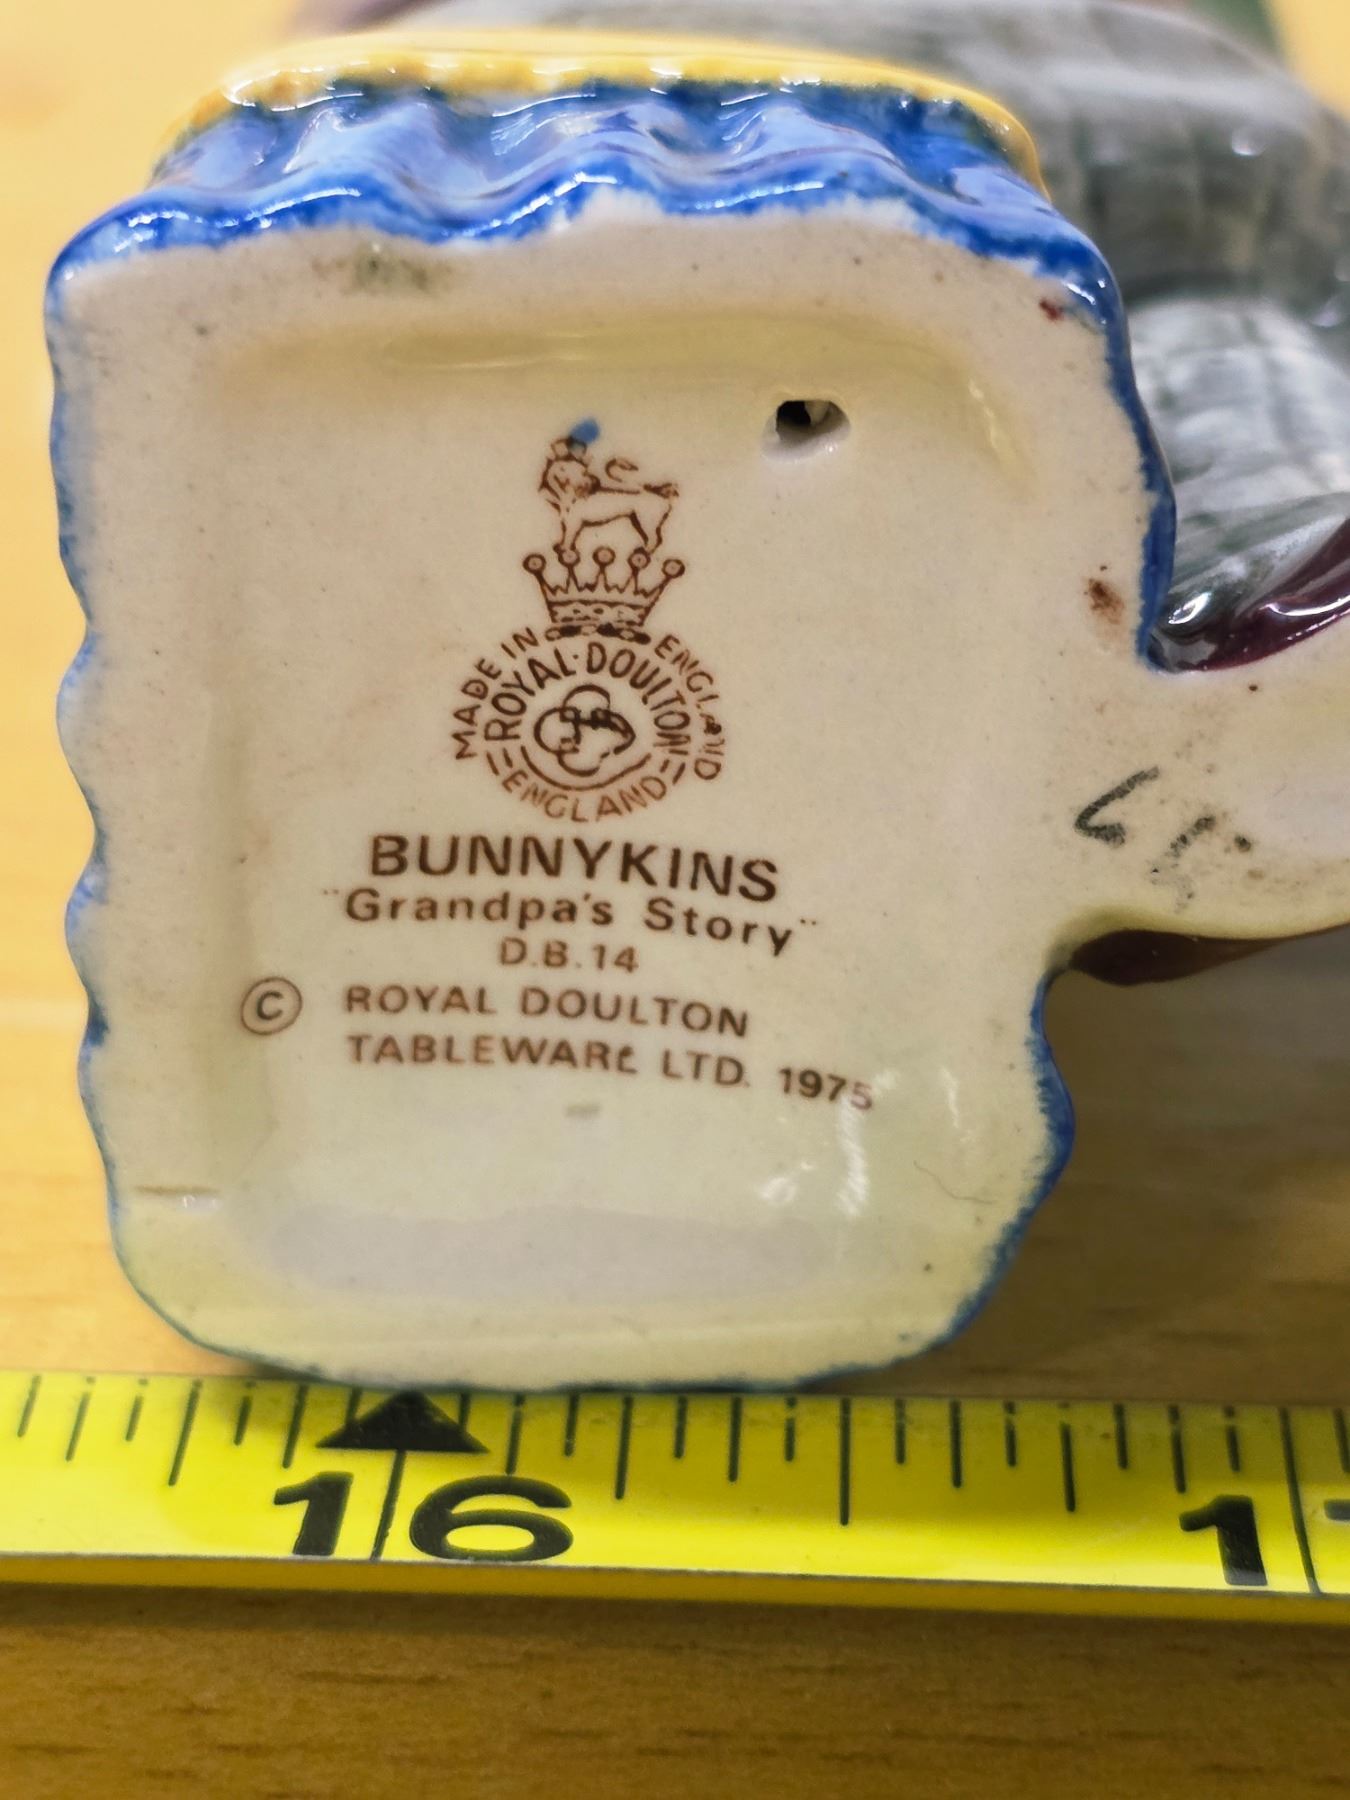 MADE IN ENGLAND
ROYAL·DOULTON
ENGLAND
BUNNYKINS
"Grandpa's Story"
D.B.14
© ROYAL DOULTON
TABLEWARE LTD. 1975
16